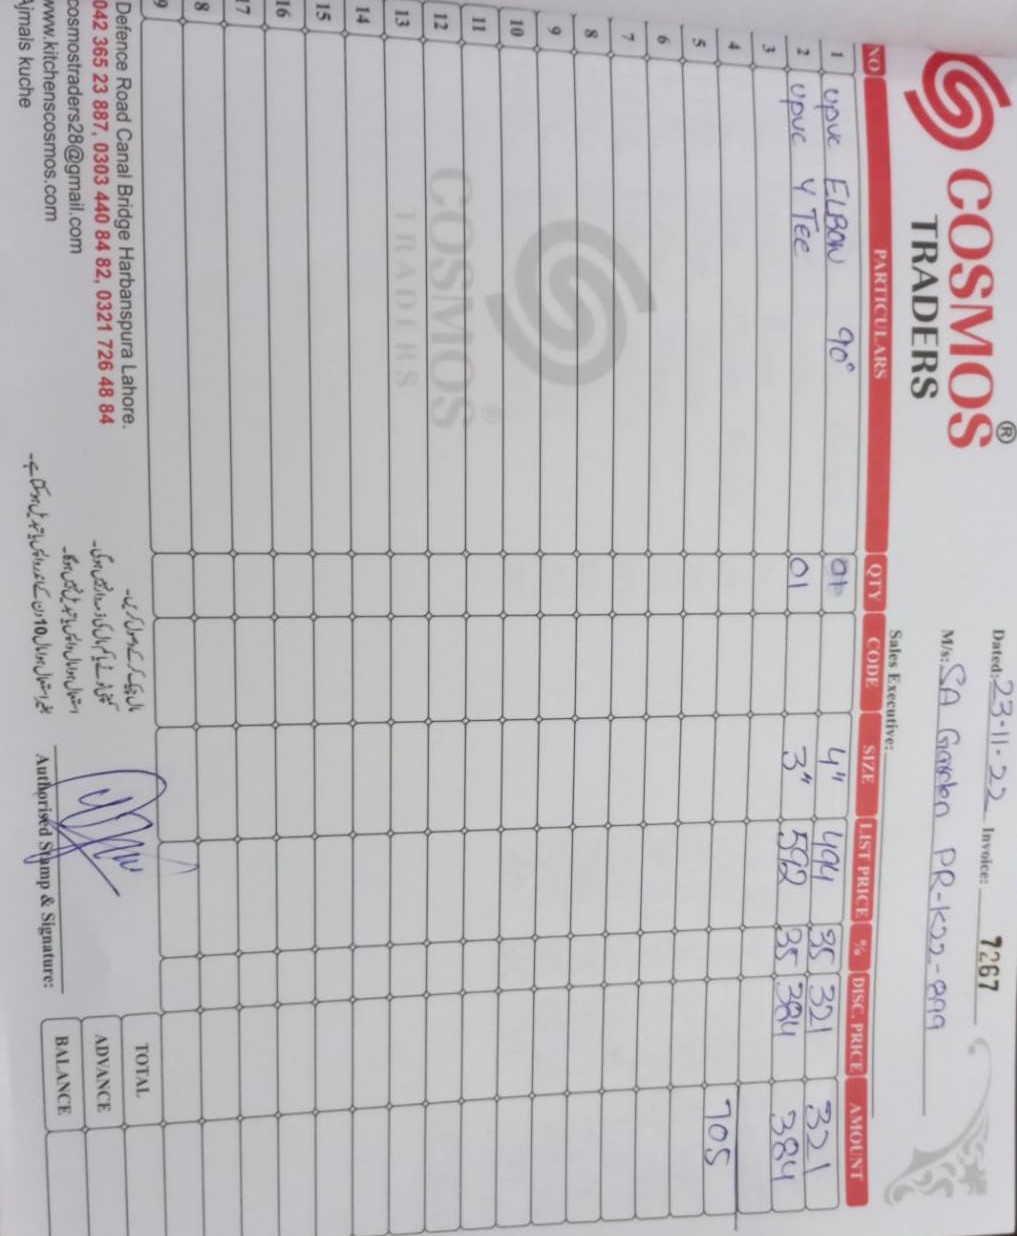 COSMOS ®
TRADERS
Dated: 23-11-22 Invoice: 7267
M/s: SA Garden PR-K22-899
Sales Executive:
NO PARTICULARS QTY CODE SIZE LIST PRICE % DISC. PRICE AMOUNT
1 upvc ELBOW 90° 01 4" 494 35 321 321
2 upvc Y Tee 01 3" 592 35 384 384
3
4 705
5
6
7
8
9
10
11
12
13
14
15
16
17
8
9
COSMOS ®
TRADERS
Defence Road Canal Bridge Harbanspura Lahore.
042 365 23 887, 0303 440 84 82, 0321 726 48 84
cosmostraders28@gmail.com
www.kitchenscosmos.com
Ajmals kuche
مال چیک کر کے وصول کریں۔
کمپنی ٹوٹے یا کم مال کی ذمہ دار نہیں ہوگی۔
استعمال ہوا مال واپس یا تبدیل نہیں ہوگا۔
بغیر استعمال ہوا مال 10 دن کے اندر واپس یا تبدیل ہوسکتا ہے۔
Authorised Stamp & Signature:
TOTAL
ADVANCE
BALANCE